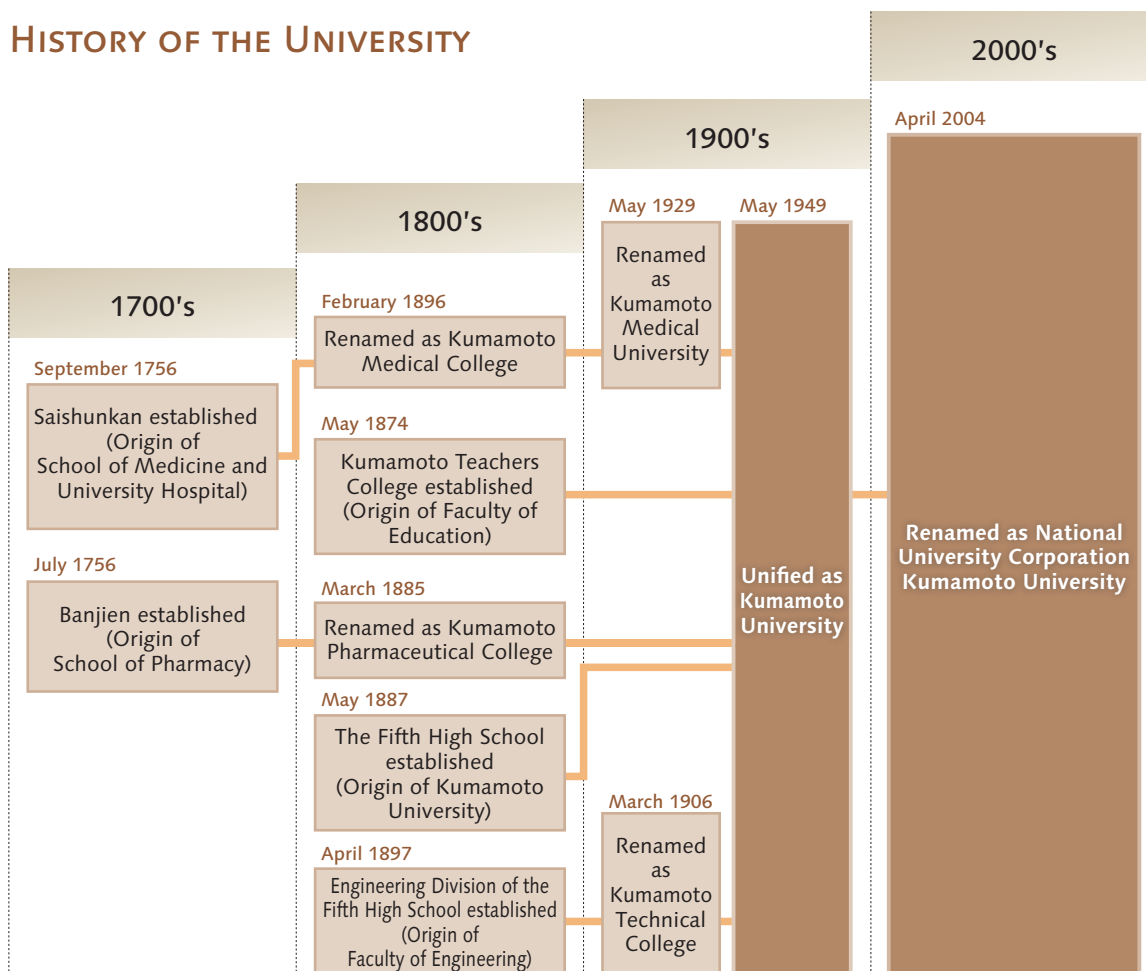 HISTORY OF THE UNIVERSITY
1700's
September 1756
Saishunkan established
(Origin of
School of Medicine and
University Hospital)
July 1756
Banjien established
(Origin of
School of Pharmacy)
1800's
February 1896
Renamed as Kumamoto
Medical College
May 1874
Kumamoto Teachers
College established
(Origin of Faculty of
Education)
March 1885
Renamed as Kumamoto
Pharmaceutical College
May 1887
The Fifth High School
established
(Origin of Kumamoto
University)
April 1897
Engineering Division of the
Fifth High School established
(Origin of
Faculty of Engineering)
1900's
May 1929
Renamed
as
Kumamoto
Medical
University
March 1906
Renamed
as
Kumamoto
Technical
College
May 1949
Unified as
Kumamoto
University
2000's
April 2004
Renamed as National
University Corporation
Kumamoto University